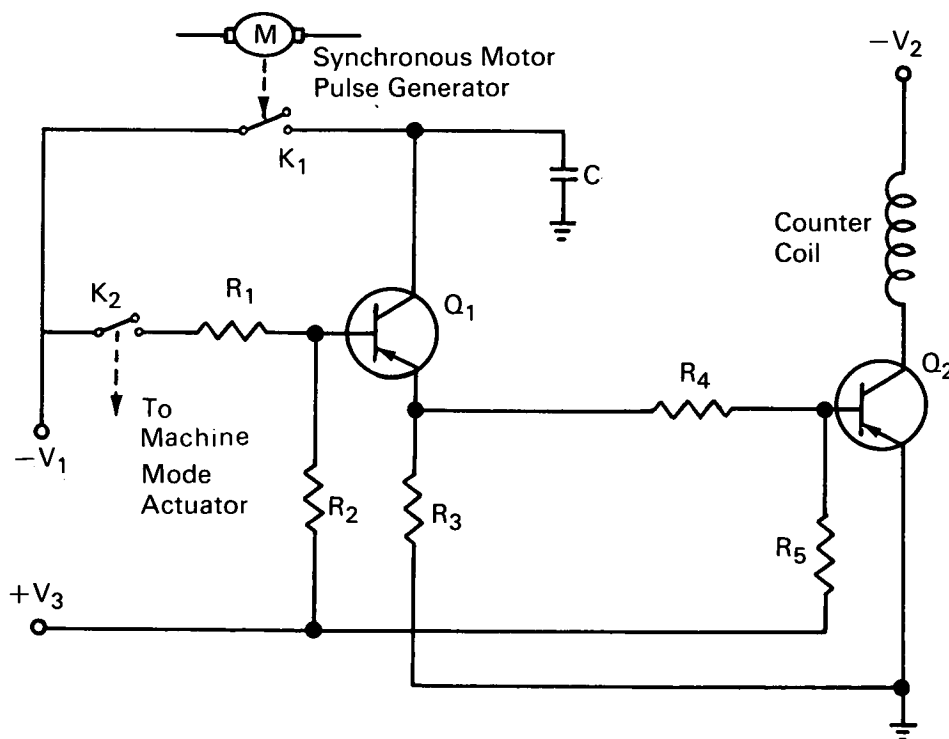 M
Synchronous Motor
Pulse Generator
−V₂
K₁
C
Counter
Coil
K₂
R₁
Q₁
Q₂
R₄
To
Machine
Mode
Actuator
−V₁
R₂
R₃
R₅
+V₃